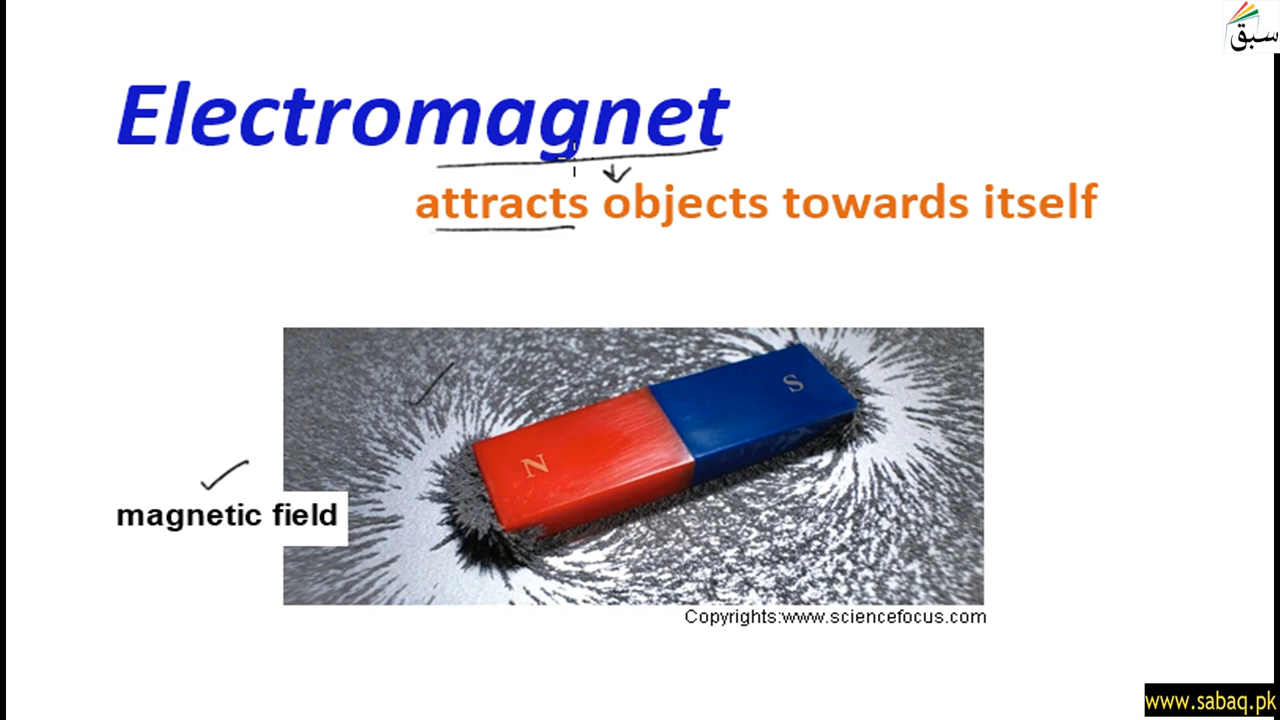 سبق
Electromagnet
attracts objects towards itself
S
N
magnetic field
Copyrights:www.sciencefocus.com
www.sabaq.pk